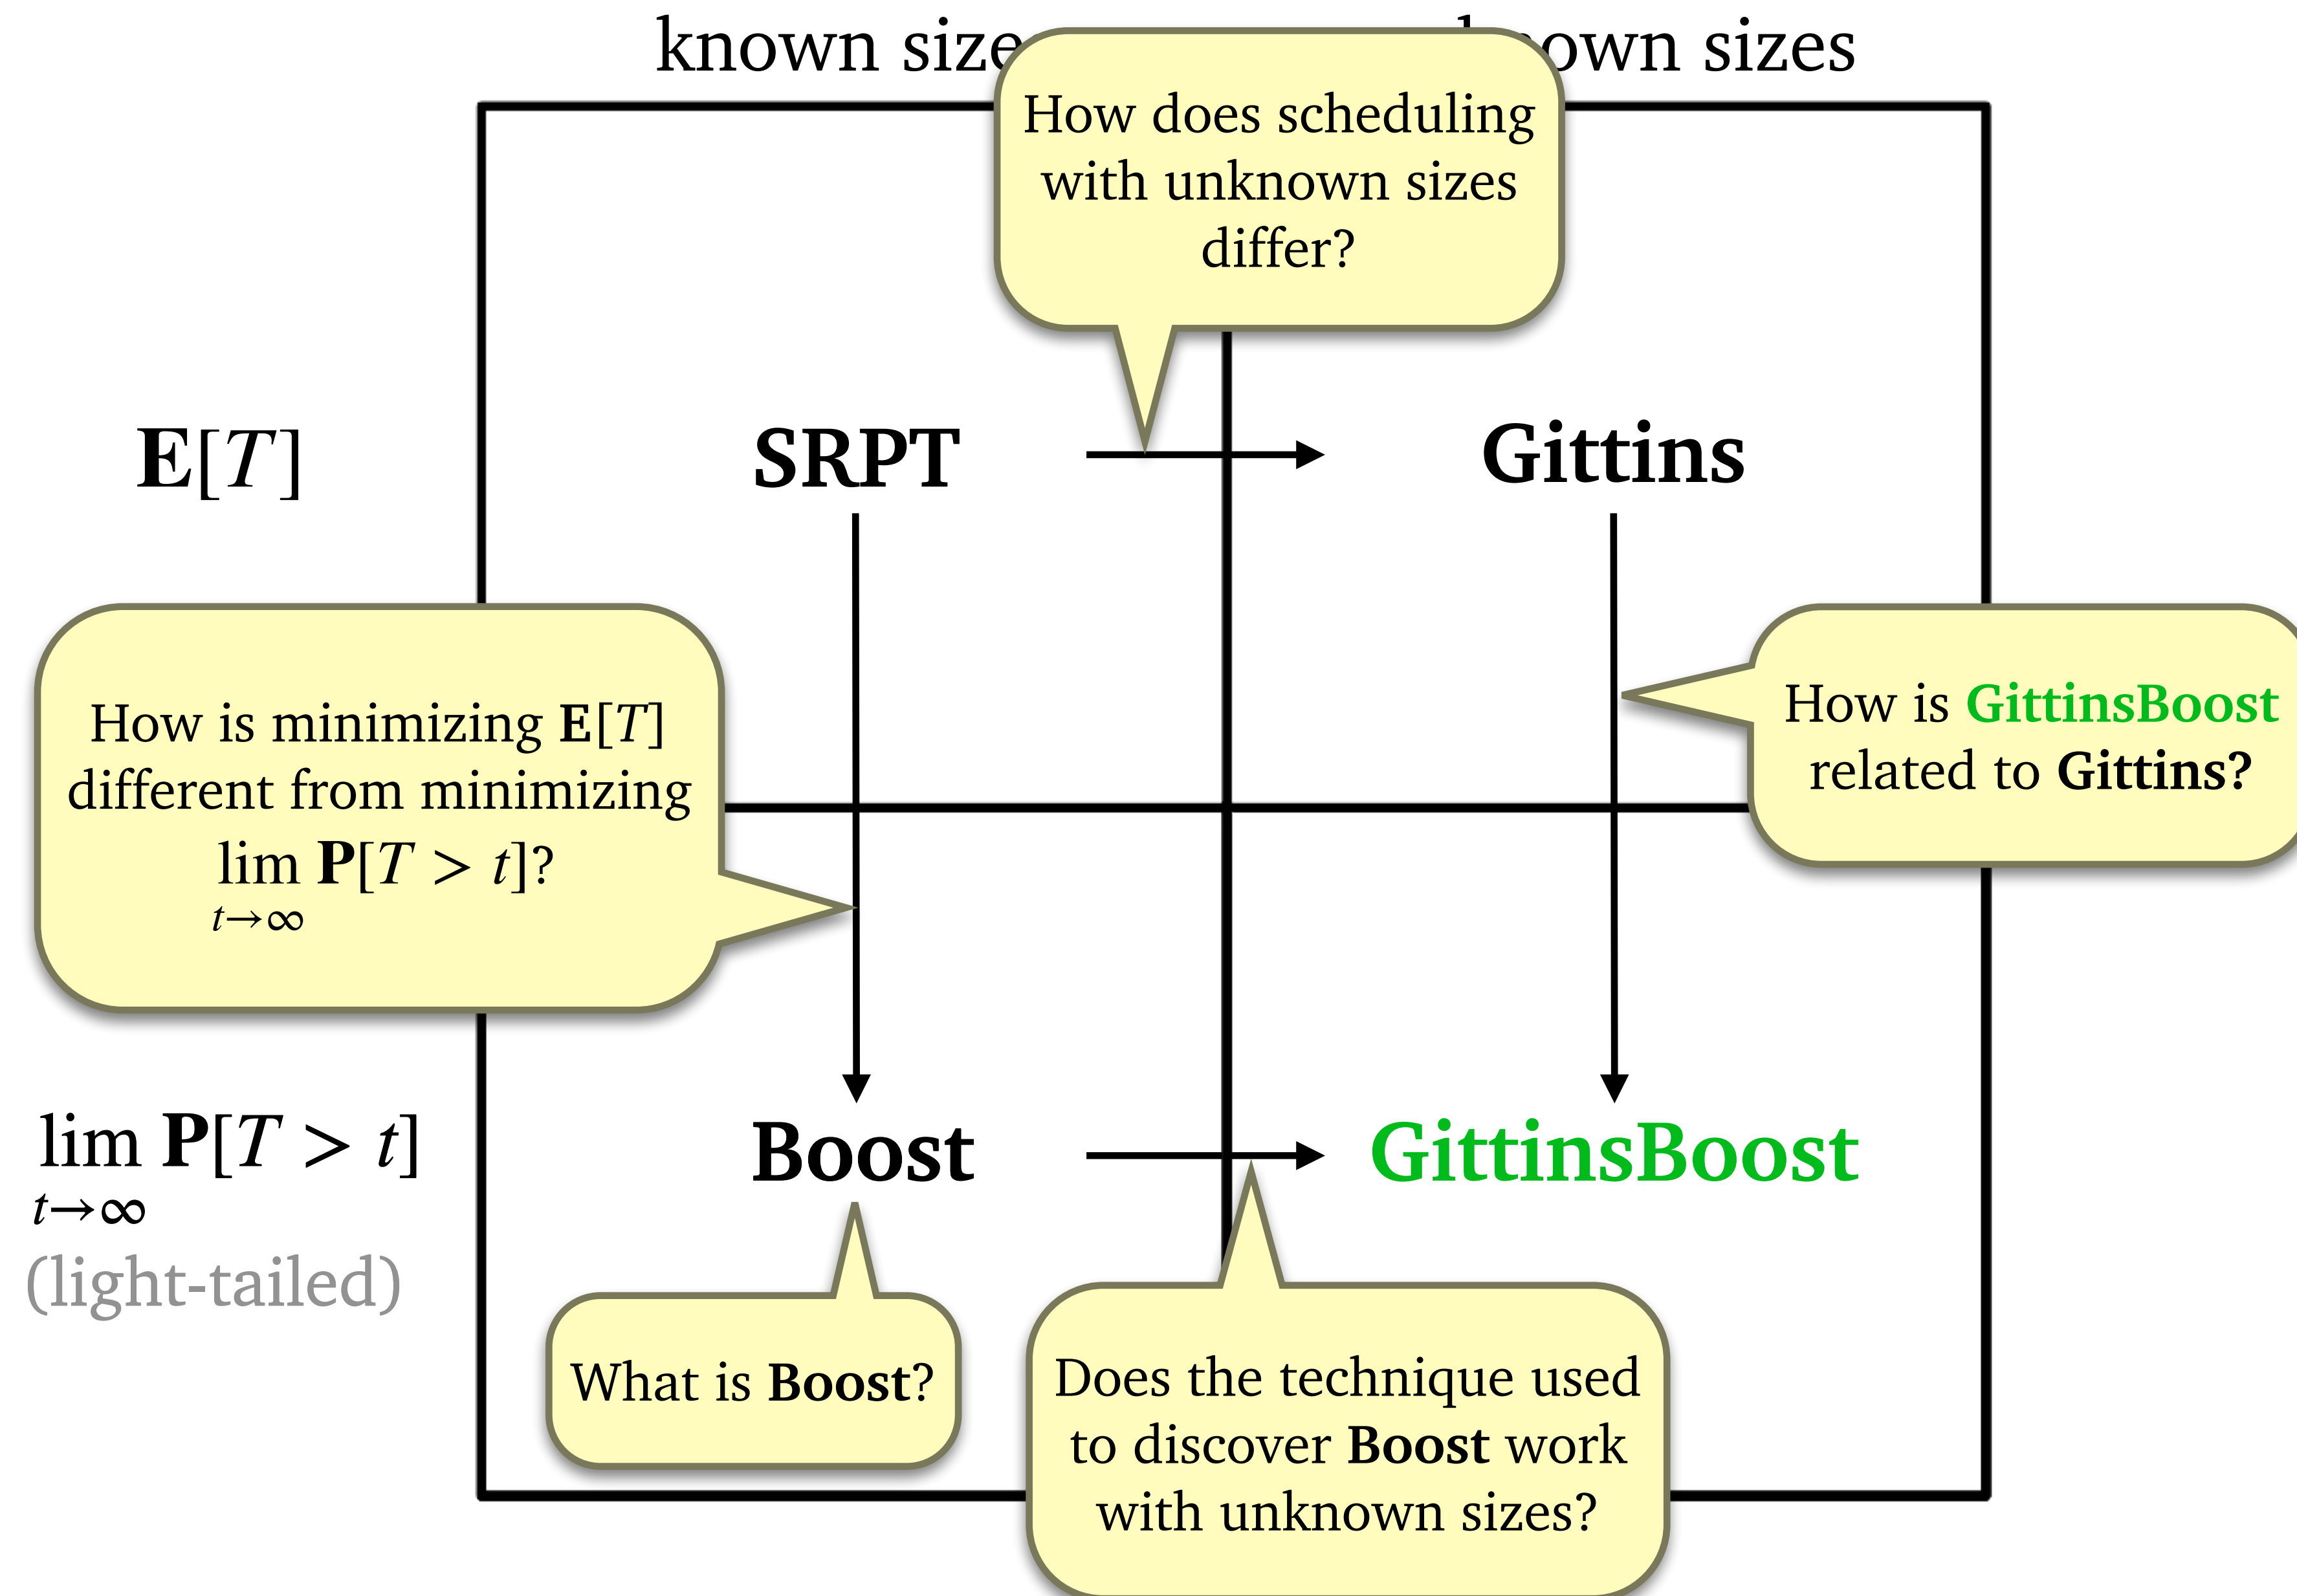 known size
own sizes
How does scheduling
with unknown sizes
differ?
E[T]
SRPT
Gittins
How is minimizing E[T]
different from minimizing
lim P[T > t]?
t→∞
How is GittinsBoost
related to Gittins?
lim P[T > t]
t→∞
(light-tailed)
Boost
GittinsBoost
What is Boost?
Does the technique used
to discover Boost work
with unknown sizes?